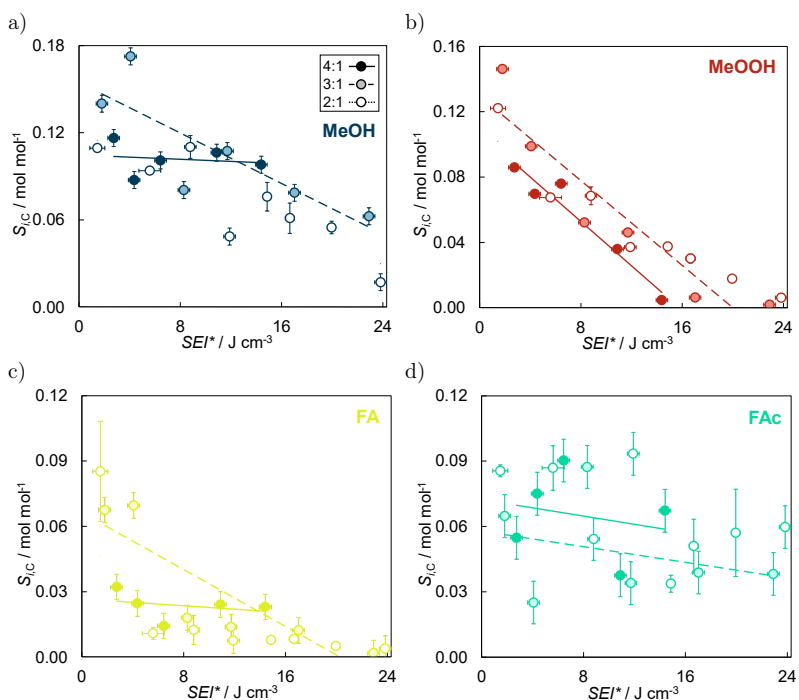 a)
0.18
0.12
0.06
0.00
S_i,C / mol mol⁻¹
4:1
3:1
2:1
MeOH
0 8 16 24
SEI* / J cm⁻³
b)
0.16
0.12
0.08
0.04
0.00
S_i,C / mol mol⁻¹
MeOOH
0 8 16 24
SEI* / J cm⁻³
c)
0.12
0.09
0.06
0.03
0.00
S_i,C / mol mol⁻¹
FA
0 8 16 24
SEI* / J cm⁻³
d)
0.12
0.09
0.06
0.03
0.00
S_i,C / mol mol⁻¹
FAc
0 8 16 24
SEI* / J cm⁻³